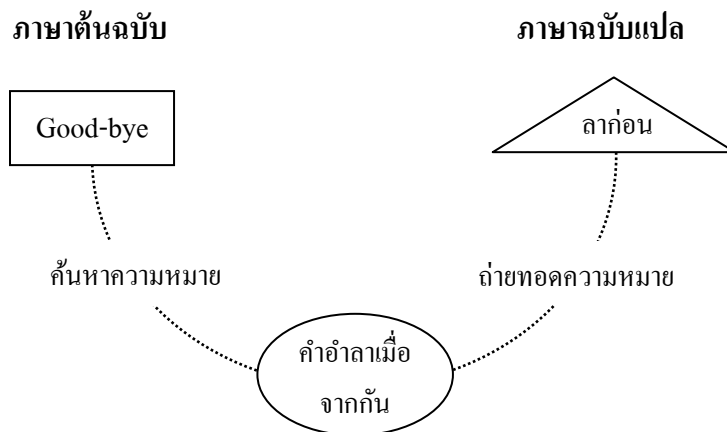 ภาษาต้นฉบับ
ภาษาฉบับแปล
Good-bye
ลาก่อน
ค้นหาความหมาย
ถ่ายทอดความหมาย
คำอำลาเมื่อ
จากกัน